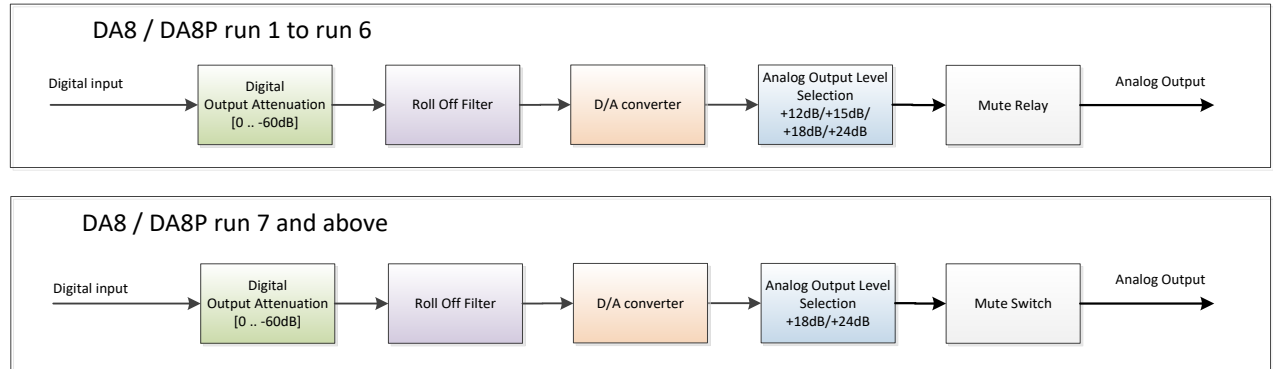 DA8 / DA8P run 1 to run 6
Digital input
Digital
Output Attenuation
[0 .. -60dB]
Roll Off Filter
D/A converter
Analog Output Level
Selection
+12dB/+15dB/
+18dB/+24dB
Mute Relay
Analog Output
DA8 / DA8P run 7 and above
Digital input
Digital
Output Attenuation
[0 .. -60dB]
Roll Off Filter
D/A converter
Analog Output Level
Selection
+18dB/+24dB
Mute Switch
Analog Output